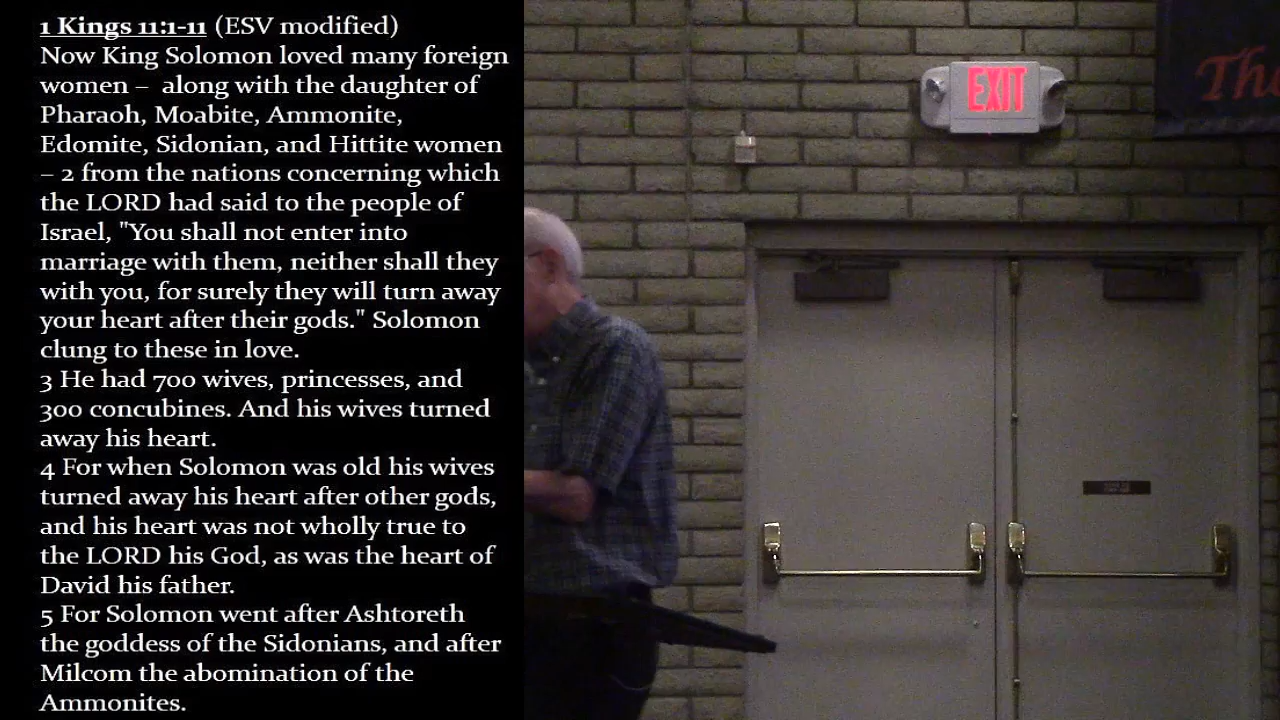 1 Kings 11:1-11 (ESV modified)
Now King Solomon loved many foreign
women – along with the daughter of
Pharaoh, Moabite, Ammonite,
Edomite, Sidonian, and Hittite women
– 2 from the nations concerning which
the LORD had said to the people of
Israel, "You shall not enter into
marriage with them, neither shall they
with you, for surely they will turn away
your heart after their gods." Solomon
clung to these in love.
3 He had 700 wives, princesses, and
300 concubines. And his wives turned
away his heart.
4 For when Solomon was old his wives
turned away his heart after other gods,
and his heart was not wholly true to
the LORD his God, as was the heart of
David his father.
5 For Solomon went after Ashtoreth
the goddess of the Sidonians, and after
Milcom the abomination of the
Ammonites.
EXIT